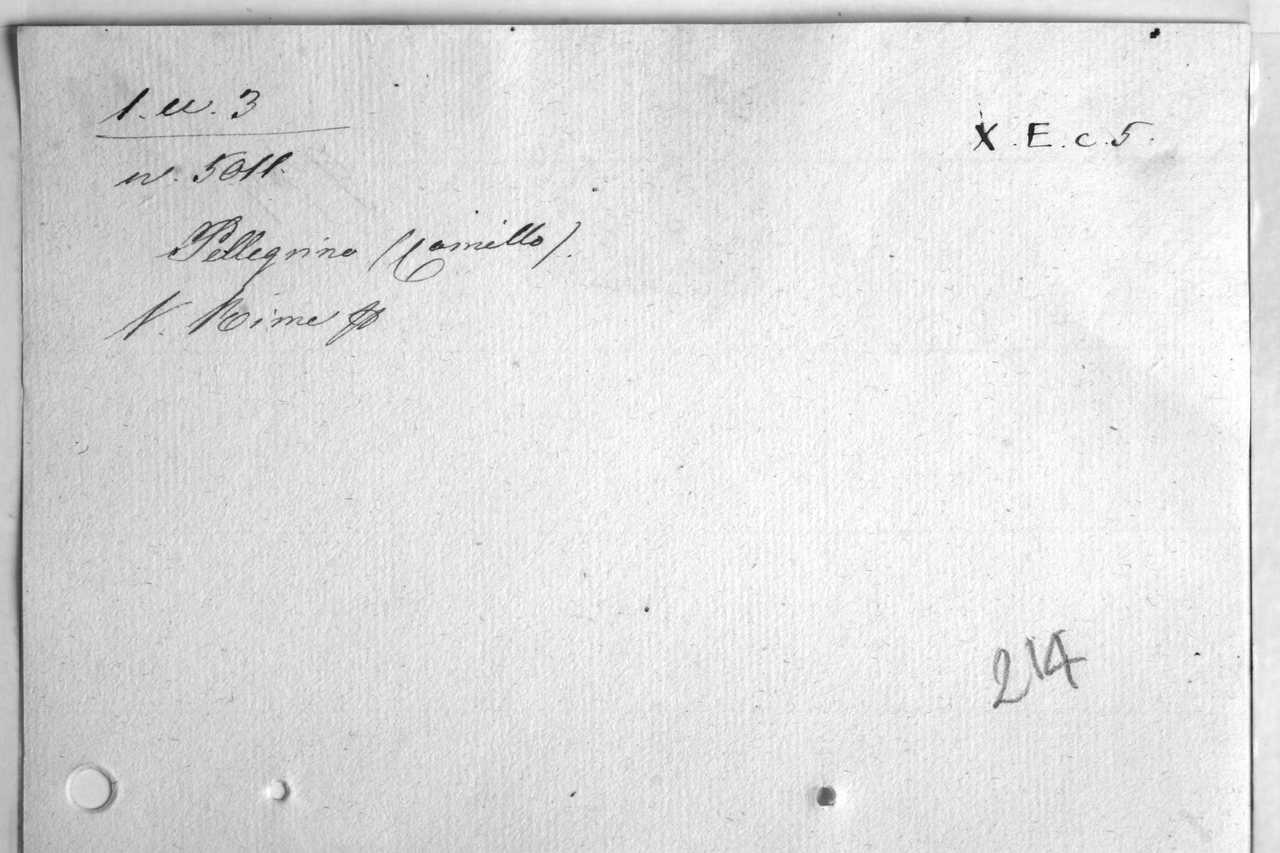 1. w. 3
X.E.c.5.
w. 5011.
Pellegrino (Camillo).
V. Rime
214